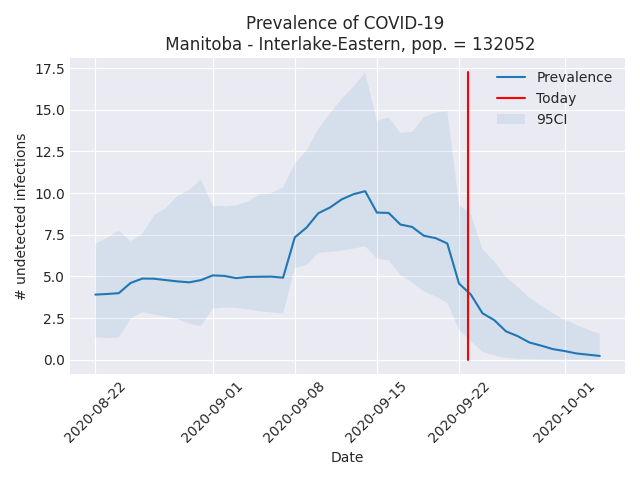 Prevalence of COVID-19
Manitoba - Interlake-Eastern, pop. = 132052
17.5
15.0
12.5
10.0
7.5
5.0
2.5
0.0
# undetected infections
Prevalence
Today
95CI
2020-08-22
2020-09-01
2020-09-08
2020-09-15
2020-09-22
2020-10-01
Date